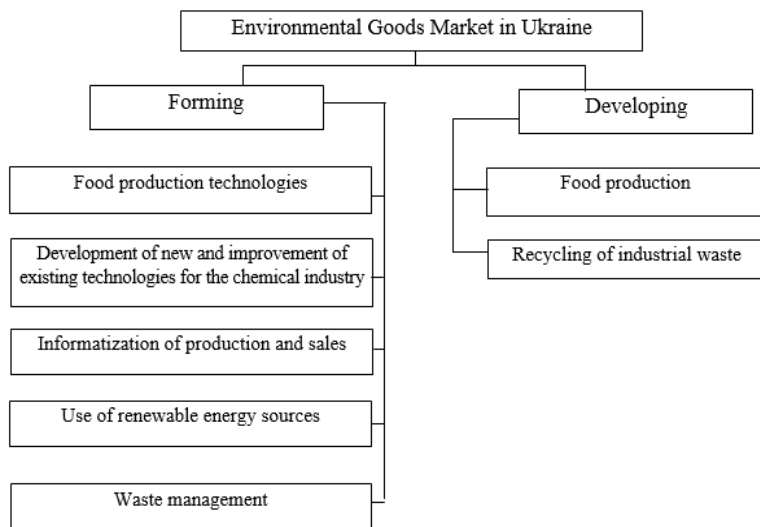 Environmental Goods Market in Ukraine
Forming
Developing
Food production technologies
Development of new and improvement of
existing technologies for the chemical industry
Informatization of production and sales
Use of renewable energy sources
Waste management
Food production
Recycling of industrial waste